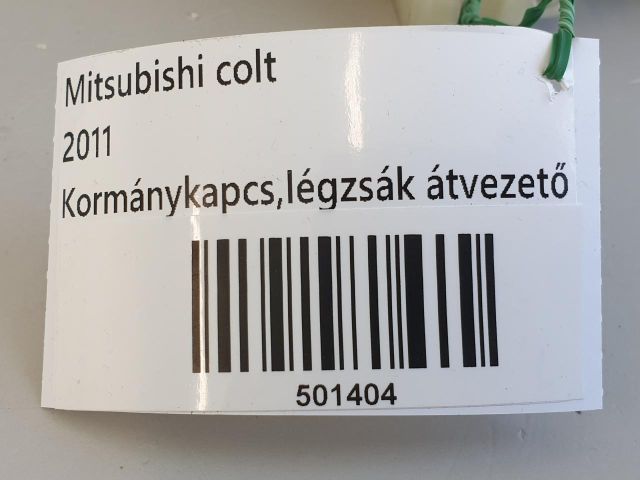 Mitsubishi colt
2011
Kormánykapcs,légzsák átvezető
501404